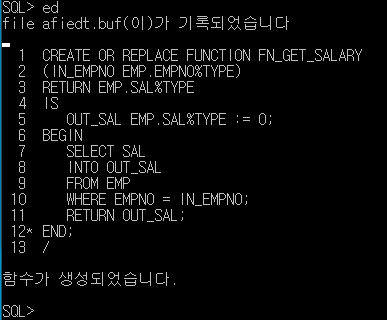 SQL> ed
file afiedt.buf(이)가 기록되었습니다
1 CREATE OR REPLACE FUNCTION FN_GET_SALARY
2 (IN_EMPNO EMP.EMPNO%TYPE)
3 RETURN EMP.SAL%TYPE
4 IS
5 OUT_SAL EMP.SAL%TYPE := 0;
6 BEGIN
7 SELECT SAL
8 INTO OUT_SAL
9 FROM EMP
10 WHERE EMPNO = IN_EMPNO;
11 RETURN OUT_SAL;
12* END;
13 /
함수가 생성되었습니다.
SQL>